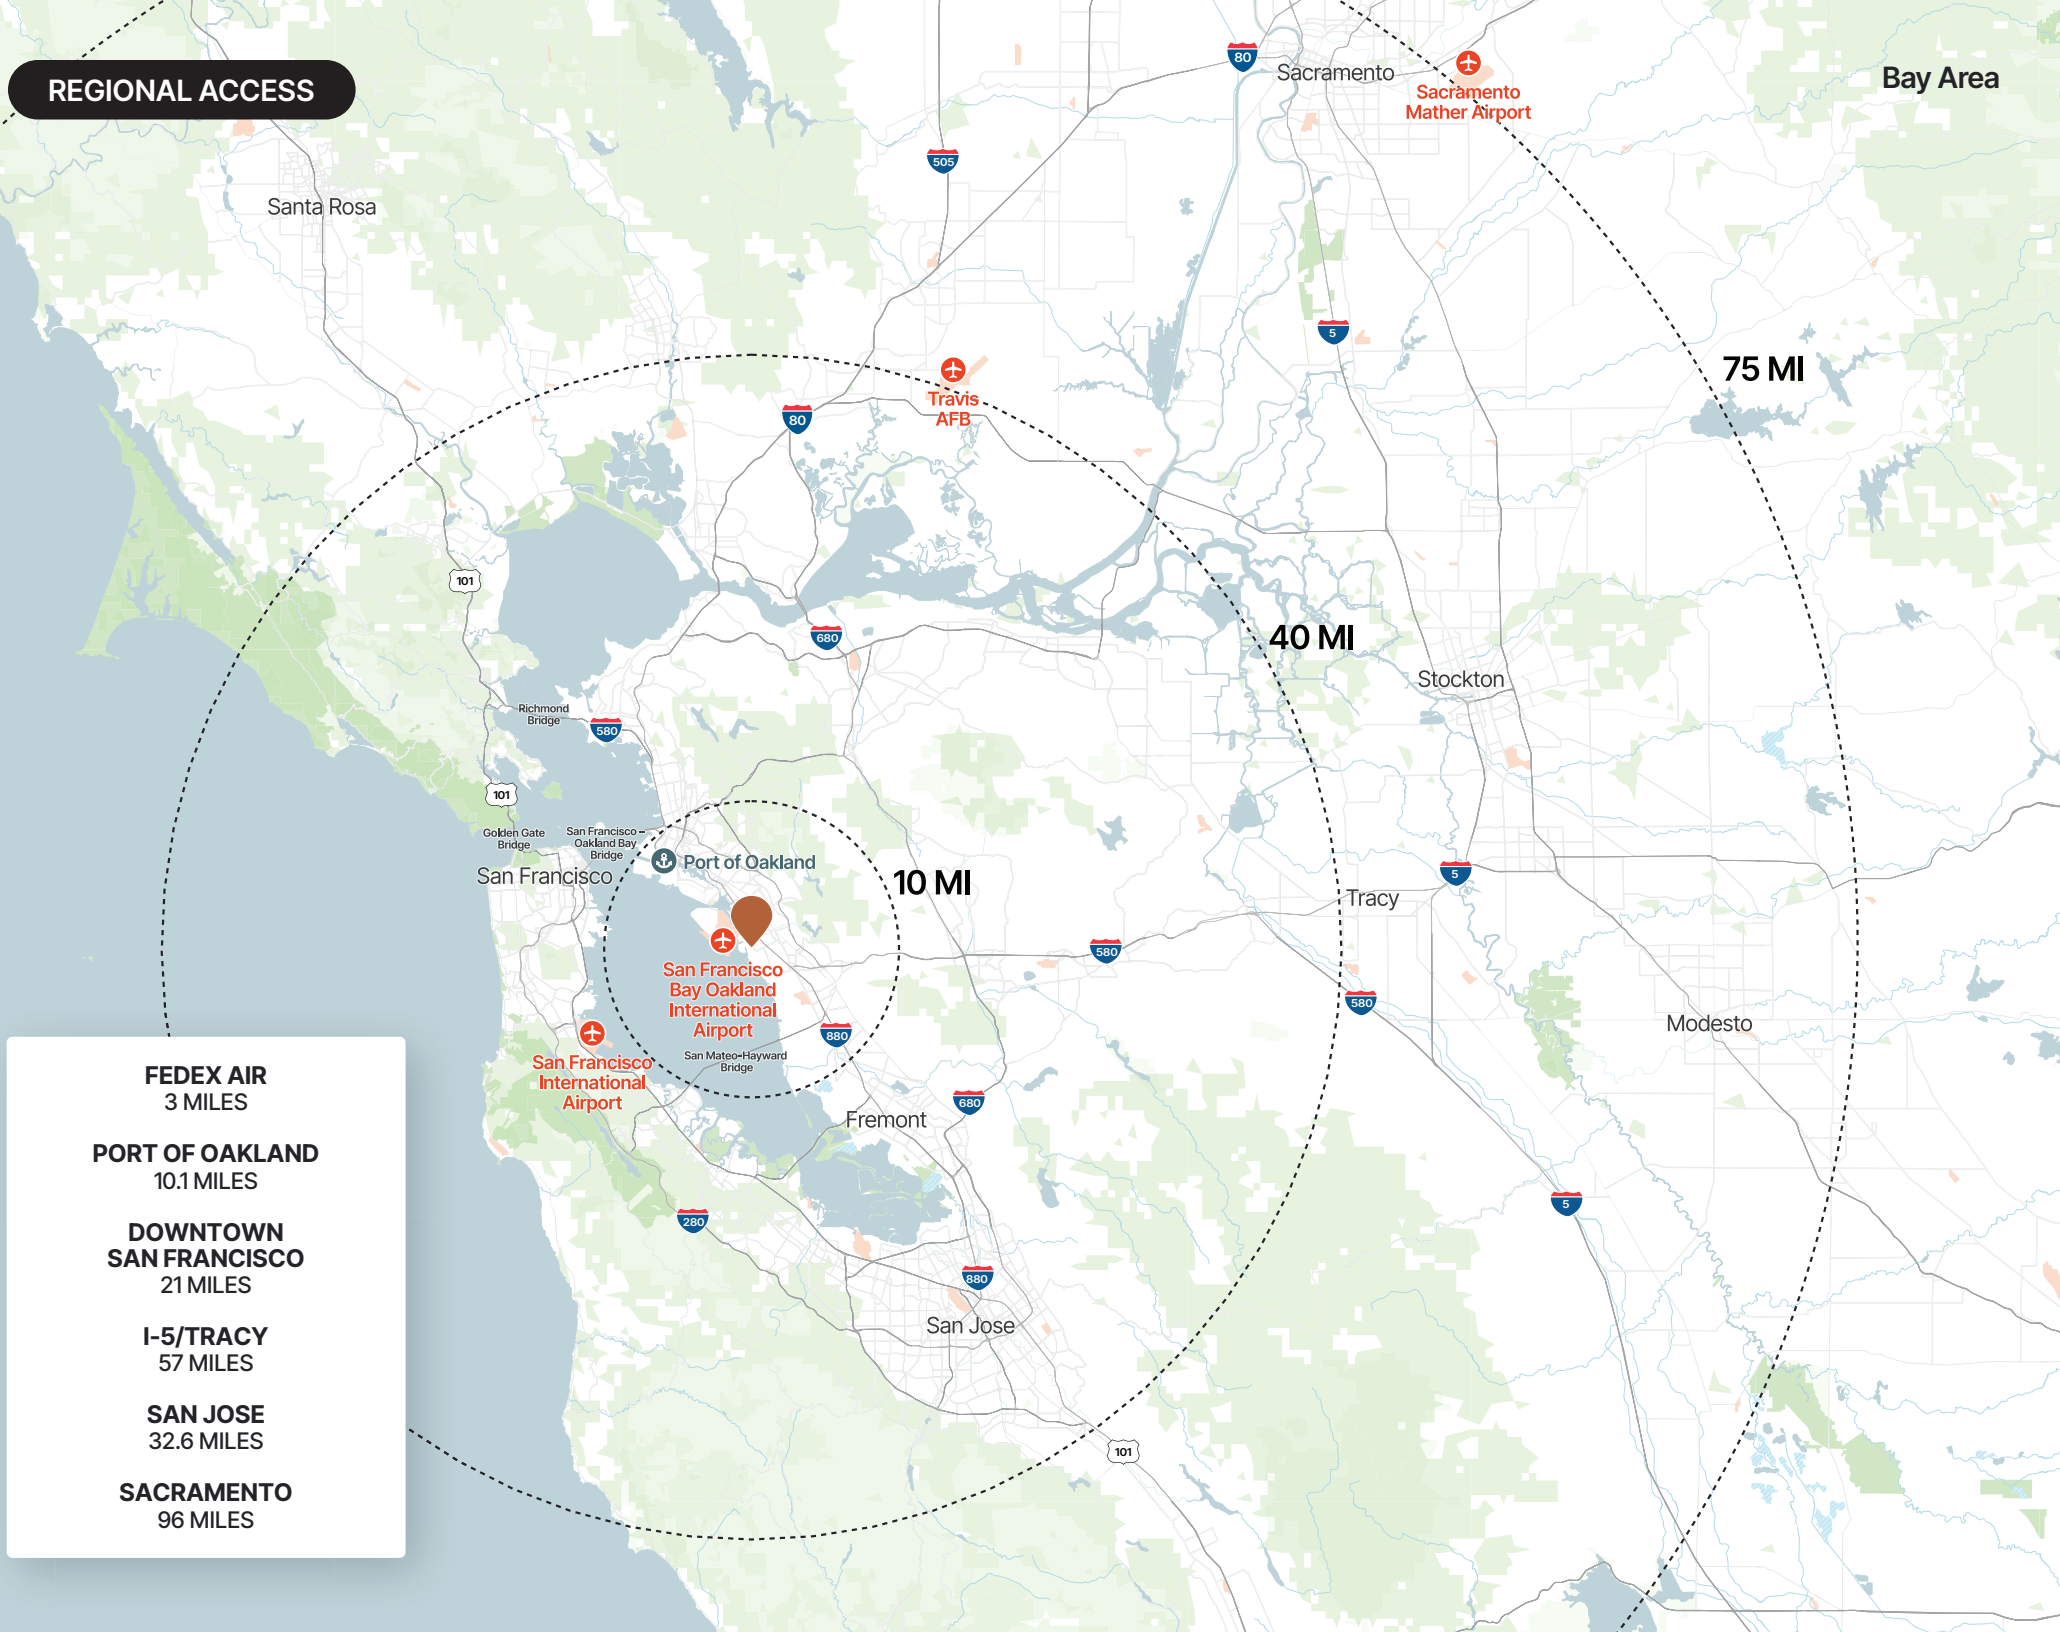 REGIONAL ACCESS
Bay Area
80
Sacramento
Sacramento
Mather Airport
505
Santa Rosa
5
75 MI
Travis
AFB
80
101
680
40 MI
Stockton
Richmond
Bridge
580
101
Golden Gate
Bridge
San Francisco –
Oakland Bay
Bridge
Port of Oakland
San Francisco
10 MI
5
Tracy
580
San Francisco
Bay Oakland
International
Airport
580
Modesto
880
San Francisco
International
Airport
San Mateo-Hayward
Bridge
680
Fremont
5
280
880
San Jose
101
FEDEX AIR
3 MILES
PORT OF OAKLAND
10.1 MILES
DOWNTOWN
SAN FRANCISCO
21 MILES
I-5/TRACY
57 MILES
SAN JOSE
32.6 MILES
SACRAMENTO
96 MILES